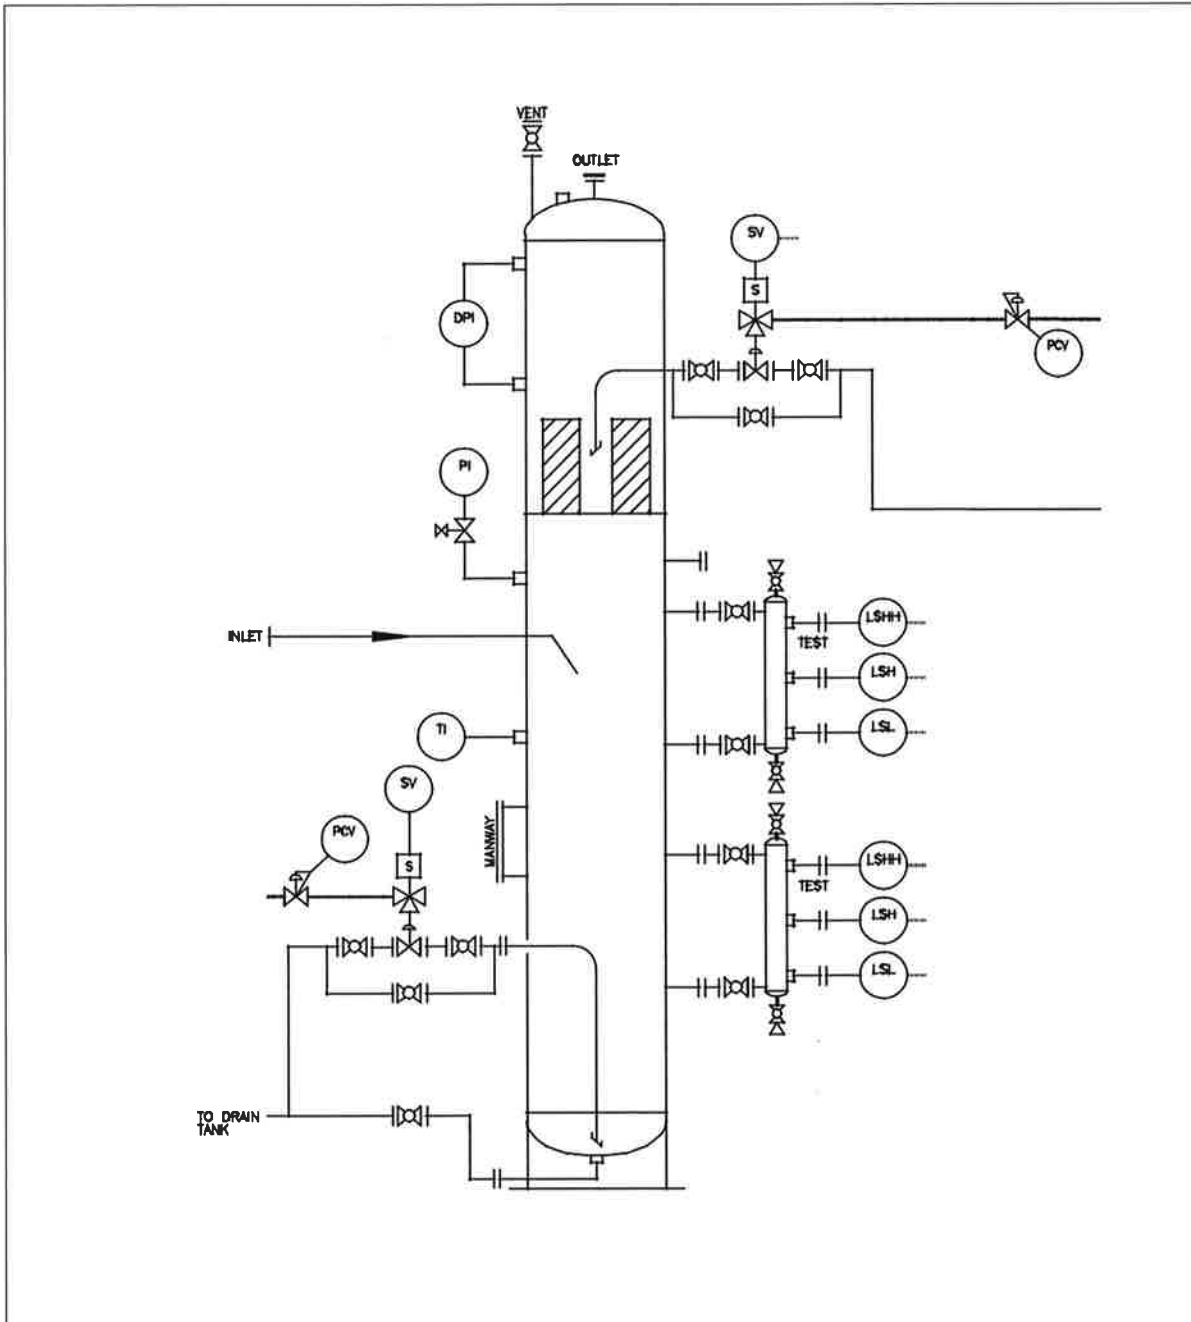 VENT
OUTLET
SV
S
DPI
PCV
PI
LSHH
TEST
INLET
LSH
LSL
TI
SV
PCV
MANWAY
S
LSHH
TEST
LSH
LSL
TO DRAIN
TANK